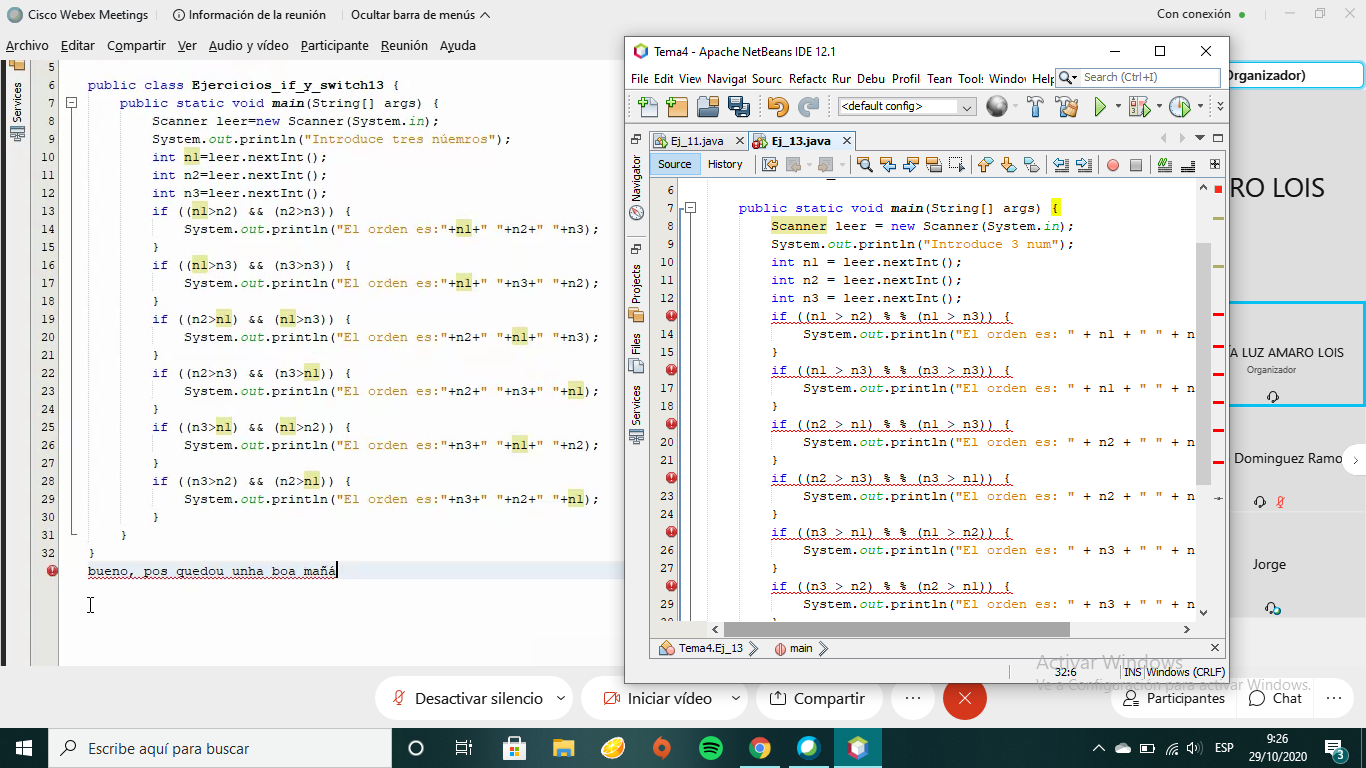 Cisco Webex Meetings
Información de la reunión
Ocultar barra de menús
Con conexión
Archivo Editar Compartir Ver Audio y vídeo Participante Reunión Ayuda
Services
5
6 public class Ejercicios_if_y_switch13 {
7 public static void main(String[] args) {
8 Scanner leer=new Scanner(System.in);
9 System.out.println("Introduce tres núemros");
10 int n1=leer.nextInt();
11 int n2=leer.nextInt();
12 int n3=leer.nextInt();
13 if ((n1>n2) && (n2>n3)) {
14 System.out.println("El orden es:"+n1+" "+n2+" "+n3);
15 }
16 if ((n1>n3) && (n3>n3)) {
17 System.out.println("El orden es:"+n1+" "+n3+" "+n2);
18 }
19 if ((n2>n1) && (n1>n3)) {
20 System.out.println("El orden es:"+n2+" "+n1+" "+n3);
21 }
22 if ((n2>n3) && (n3>n1)) {
23 System.out.println("El orden es:"+n2+" "+n3+" "+n1);
24 }
25 if ((n3>n1) && (n1>n2)) {
26 System.out.println("El orden es:"+n3+" "+n1+" "+n2);
27 }
28 if ((n3>n2) && (n2>n1)) {
29 System.out.println("El orden es:"+n3+" "+n2+" "+n1);
30 }
31 }
32 }
bueno, pos quedou unha boa mañá
Tema4 - Apache NetBeans IDE 12.1
File Edit View Navigat Sourc Refacto Run Debu Profil Tean Tools Windo Help
Search (Ctrl+I)
<default config>
Ej_11.java
Ej_13.java
Source History
Navigator
Projects
Files
Services
6
7 public static void main(String[] args) {
8 Scanner leer = new Scanner(System.in);
9 System.out.println("Introduce 3 num");
10 int n1 = leer.nextInt();
11 int n2 = leer.nextInt();
12 int n3 = leer.nextInt();
if ((n1 > n2) % % (n1 > n3)) {
14 System.out.println("El orden es: " + n1 + " " + n
15 }
if ((n1 > n3) % % (n3 > n3)) {
17 System.out.println("El orden es: " + n1 + " " + n
18 }
if ((n2 > n1) % % (n1 > n3)) {
20 System.out.println("El orden es: " + n2 + " " + n
21 }
if ((n2 > n3) % % (n3 > n1)) {
23 System.out.println("El orden es: " + n2 + " " + n
24 }
if ((n3 > n1) % % (n1 > n2)) {
26 System.out.println("El orden es: " + n3 + " " + n
27 }
if ((n3 > n2) % % (n2 > n1)) {
29 System.out.println("El orden es: " + n3 + " " + n
Tema4.Ej_13
main
32:6
INS
Windows (CRLF)
Organizador)
RO LOIS
A LUZ AMARO LOIS
Organizador
Dominguez Ramo
Jorge
Activar Windows
Ve a Configuración para activar Windows.
Desactivar silencio
Iniciar vídeo
Compartir
Participantes
Chat
Escribe aquí para buscar
ESP
9:26
29/10/2020
3